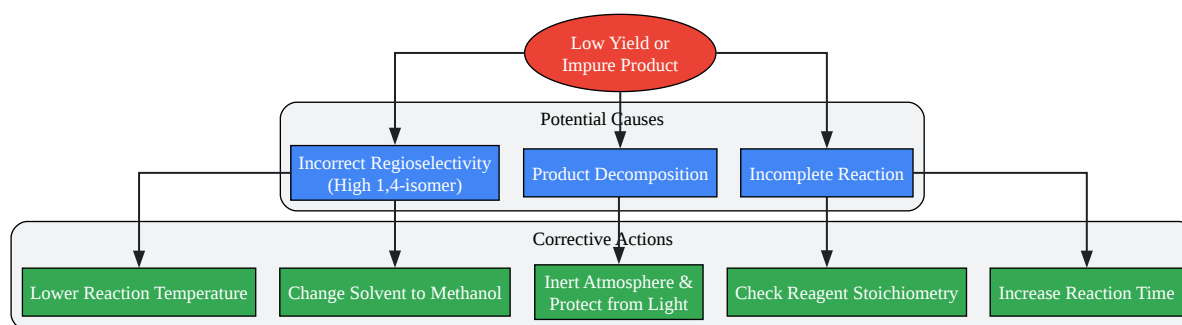 Low Yield or
Impure Product
Potential Causes
Incorrect Regioselectivity
(High 1,4-isomer)
Product Decomposition
Incomplete Reaction
Corrective Actions
Lower Reaction Temperature
Change Solvent to Methanol
Inert Atmosphere &
Protect from Light
Check Reagent Stoichiometry
Increase Reaction Time